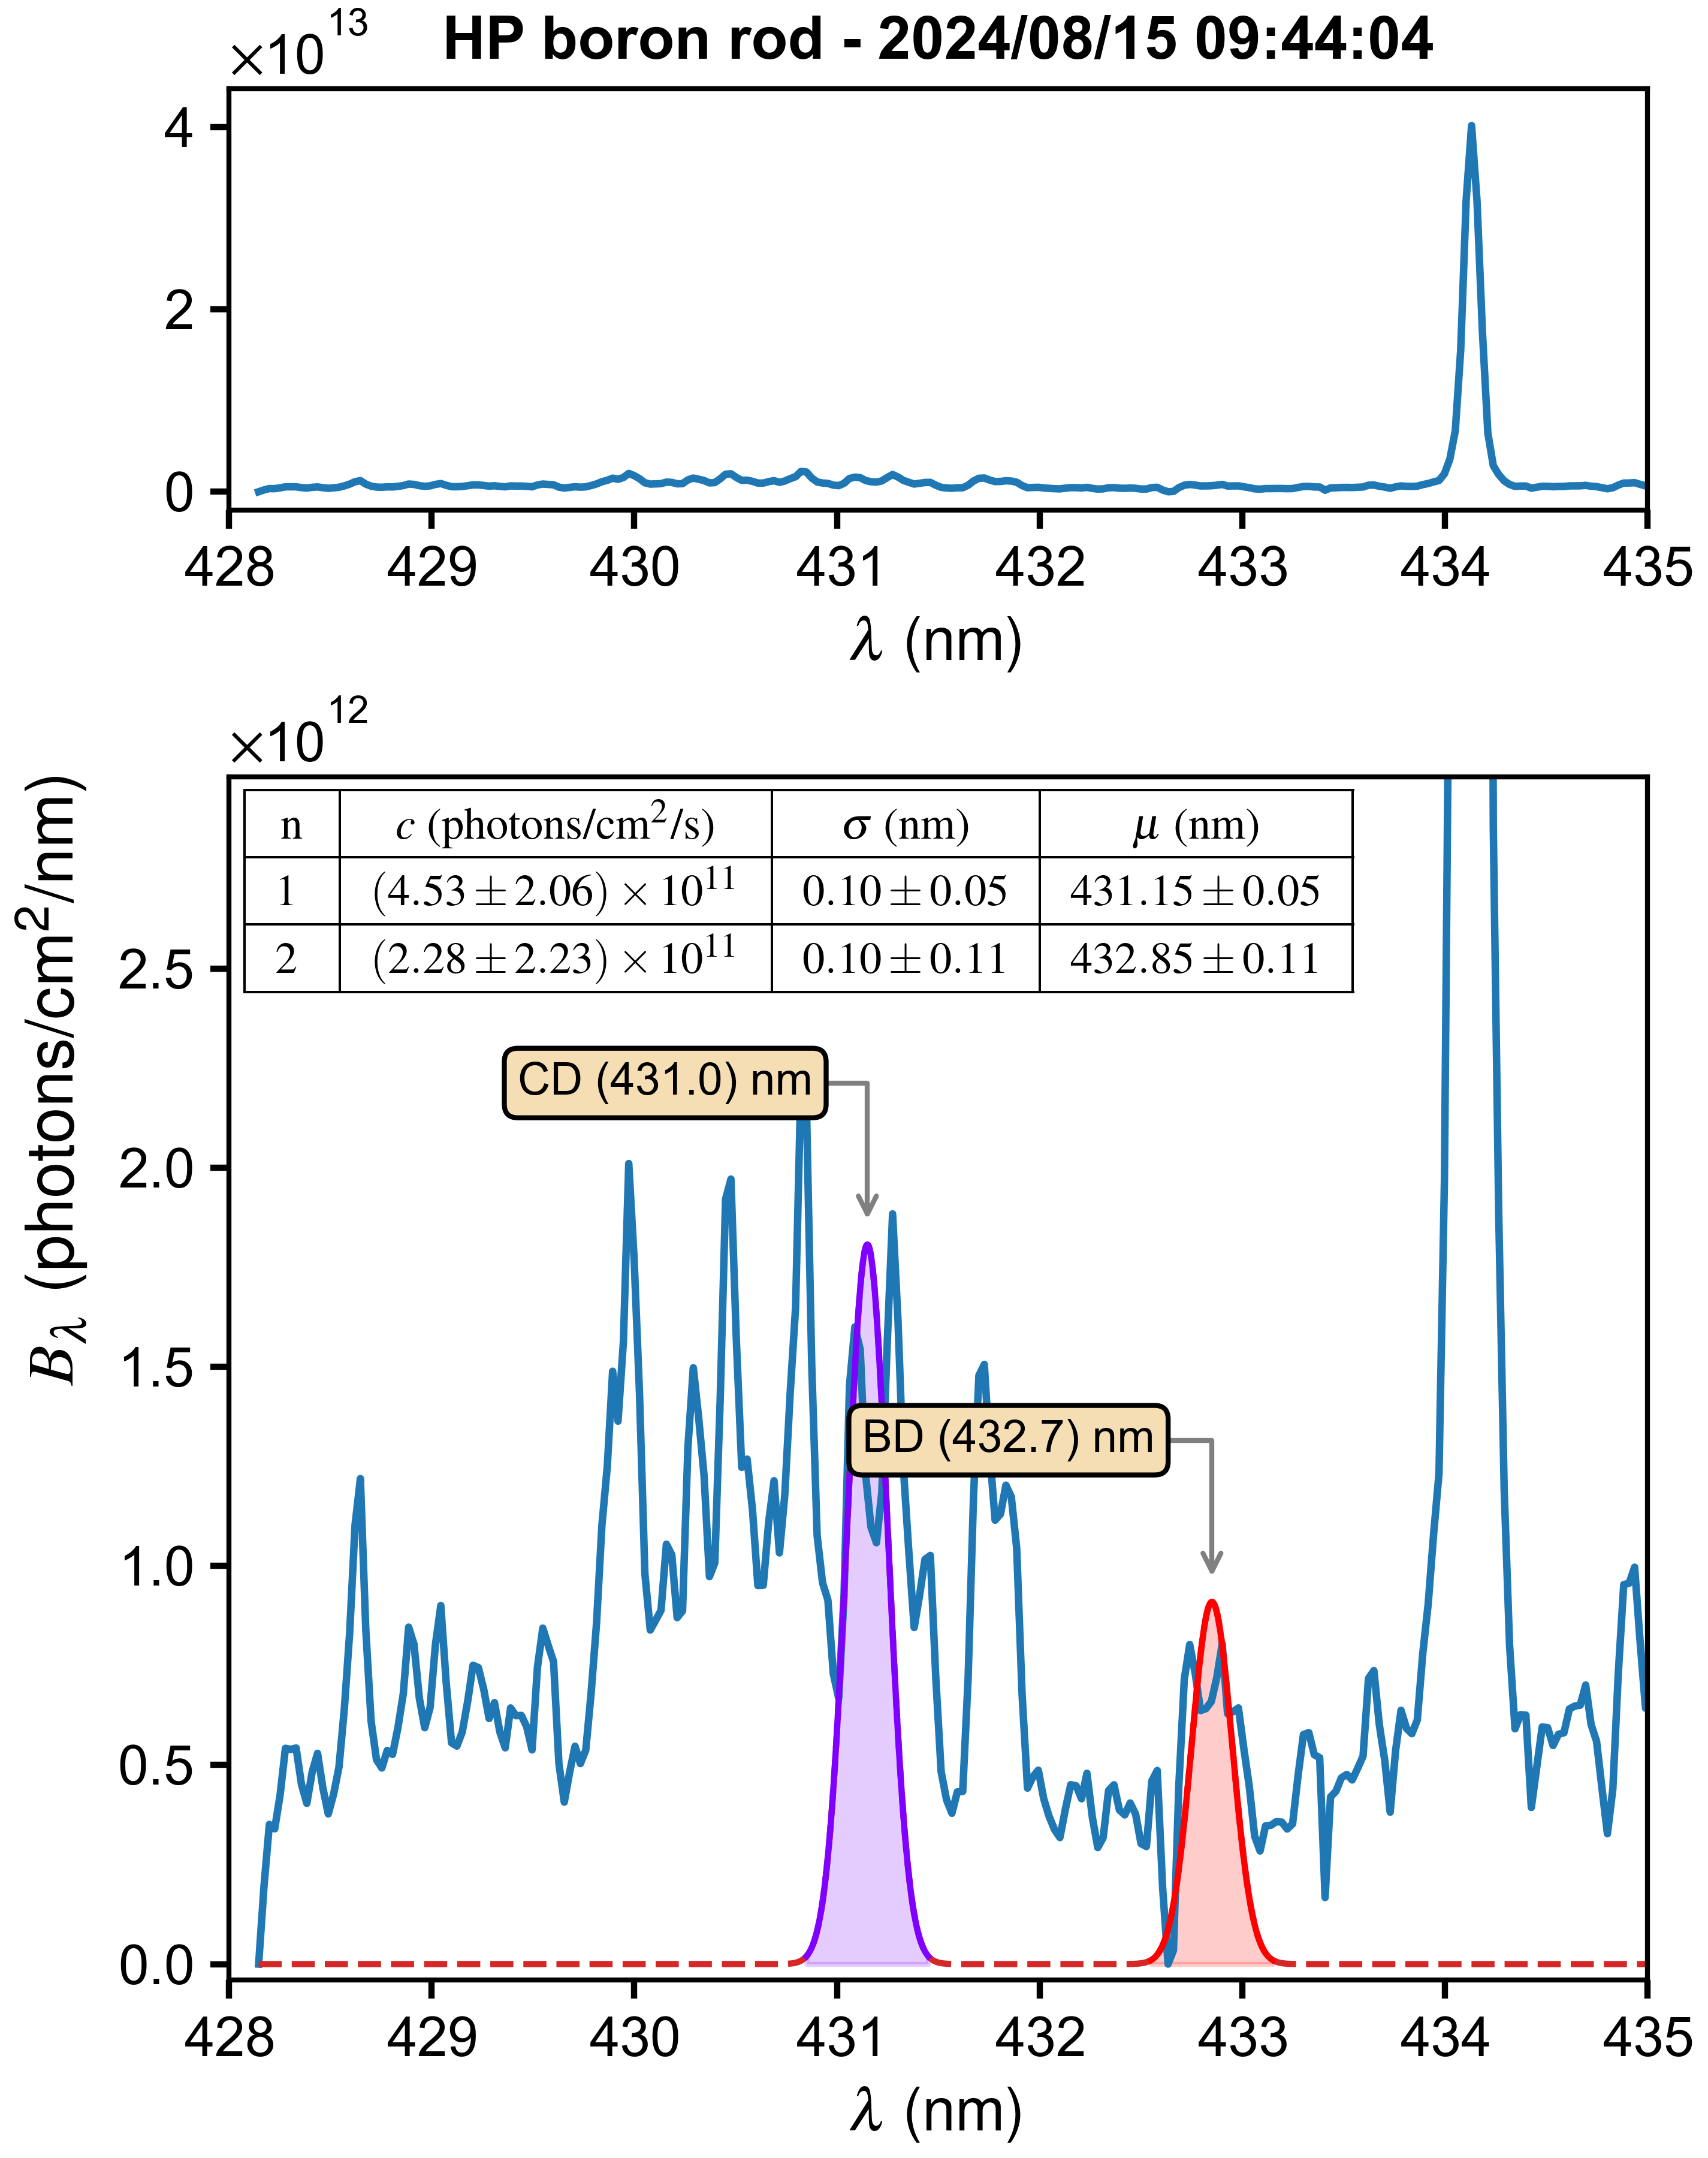 ×10^13
HP boron rod - 2024/08/15 09:44:04
4
2
0
428 429 430 431 432 433 434 435
λ (nm)
×10^12
B_λ (photons/cm²/nm)
n c (photons/cm²/s) σ (nm) μ (nm)
1 (4.53 ± 2.06) × 10^11 0.10 ± 0.05 431.15 ± 0.05
2 (2.28 ± 2.23) × 10^11 0.10 ± 0.11 432.85 ± 0.11
2.5
CD (431.0) nm
2.0
1.5
BD (432.7) nm
1.0
0.5
0.0
428 429 430 431 432 433 434 435
λ (nm)